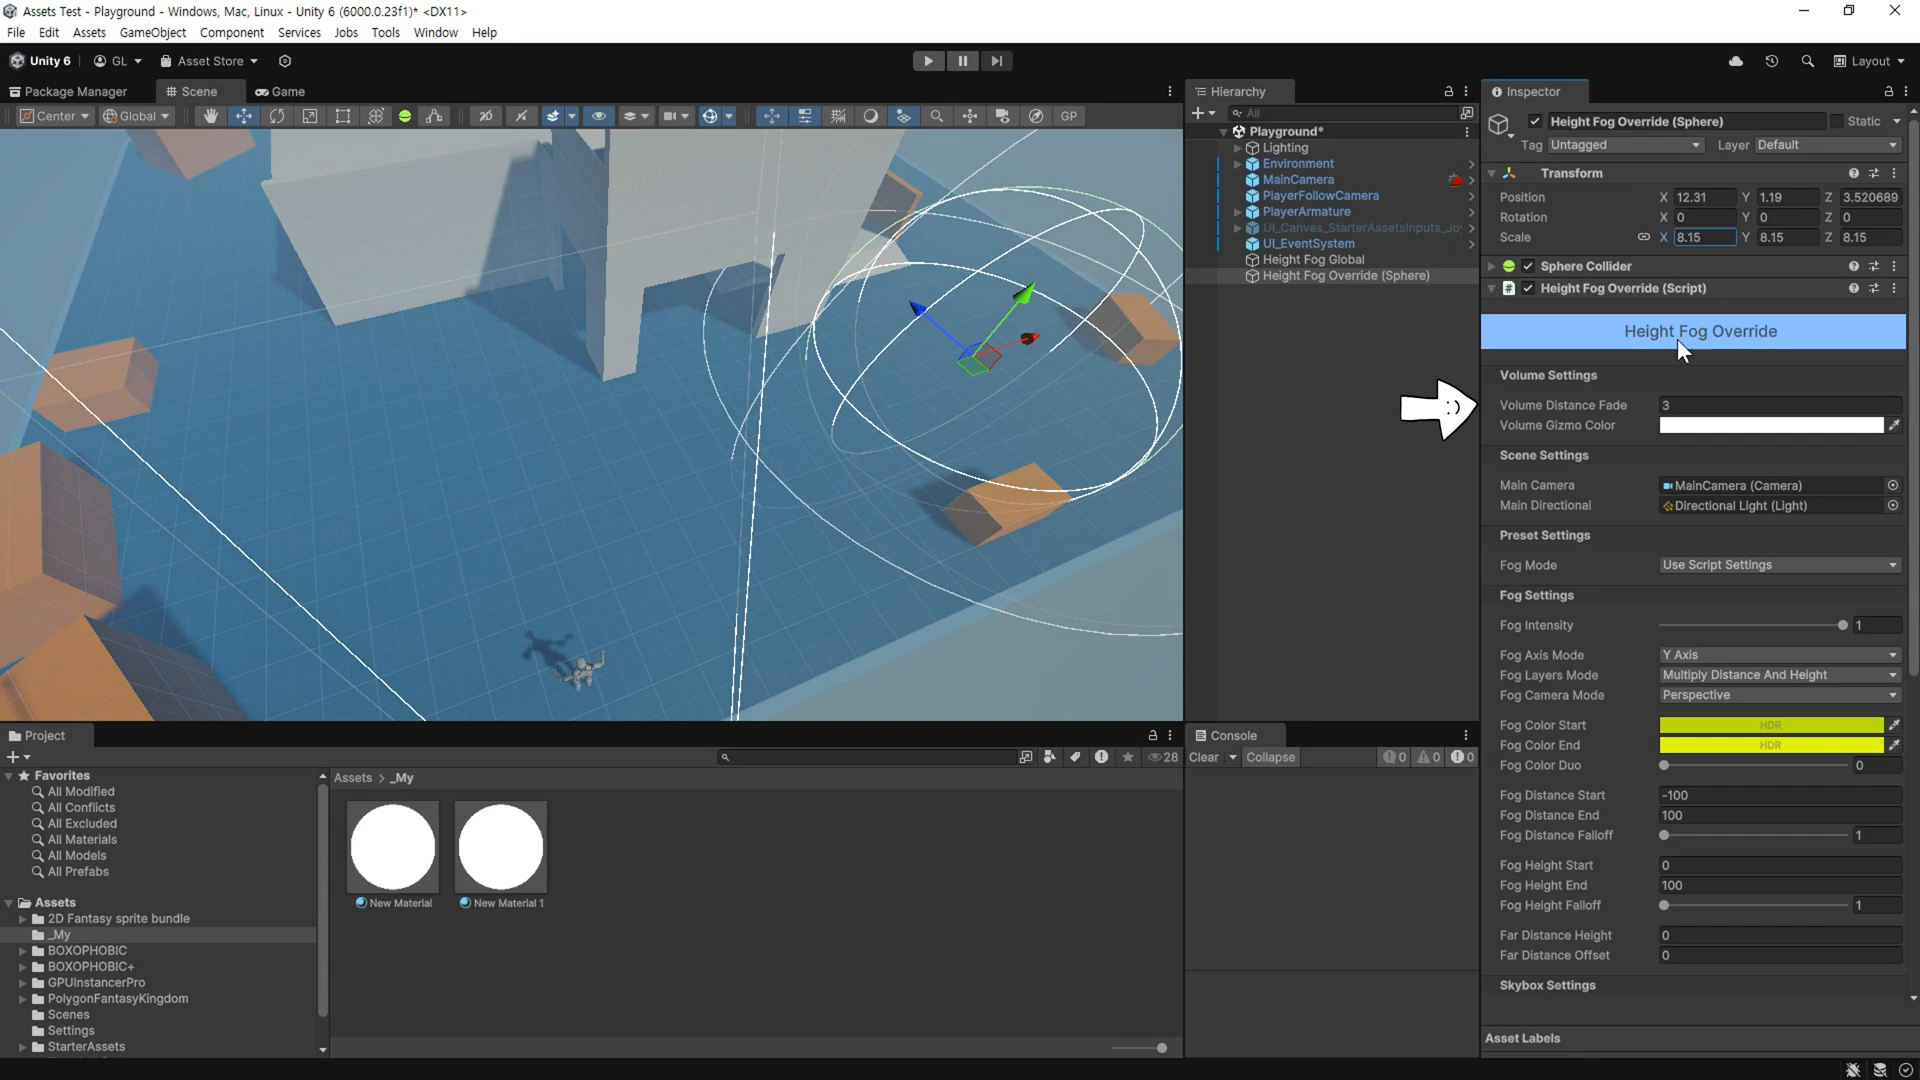 Assets Test - Playground - Windows, Mac, Linux - Unity 6 (6000.0.23f1)* <DX11>
File Edit Assets GameObject Component Services Jobs Tools Window Help
Unity 6 GL Asset Store Layout
Package Manager Scene Game
Center Global GP
Hierarchy
All
Playground*
Lighting
Environment
MainCamera
PlayerFollowCamera
PlayerArmature
UI_Canvas_StarterAssetsInputs_Jo
UI_EventSystem
Height Fog Global
Height Fog Override (Sphere)
Inspector
Height Fog Override (Sphere) Static
Tag Untagged Layer Default
Transform
Position X 12.31 Y 1.19 Z 3.520689
Rotation X 0 Y 0 Z 0
Scale X 8.15 Y 8.15 Z 8.15
Sphere Collider
Height Fog Override (Script)
Height Fog Override
Volume Settings
Volume Distance Fade 3
Volume Gizmo Color
Scene Settings
Main Camera MainCamera (Camera)
Main Directional Directional Light (Light)
Preset Settings
Fog Mode Use Script Settings
Fog Settings
Fog Intensity 1
Fog Axis Mode Y Axis
Fog Layers Mode Multiply Distance And Height
Fog Camera Mode Perspective
Fog Color Start HDR
Fog Color End HDR
Fog Color Duo 0
Fog Distance Start -100
Fog Distance End 100
Fog Distance Falloff 1
Fog Height Start 0
Fog Height End 100
Fog Height Falloff 1
Far Distance Height 0
Far Distance Offset 0
Skybox Settings
Asset Labels
Project
28
Favorites
All Modified
All Conflicts
All Excluded
All Materials
All Models
All Prefabs
Assets
2D Fantasy sprite bundle
_My
BOXOPHOBIC
BOXOPHOBIC+
GPUInstancerPro
PolygonFantasyKingdom
Scenes
Settings
StarterAssets
Assets > _My
New Material New Material 1
Console
Clear Collapse 0 0 0